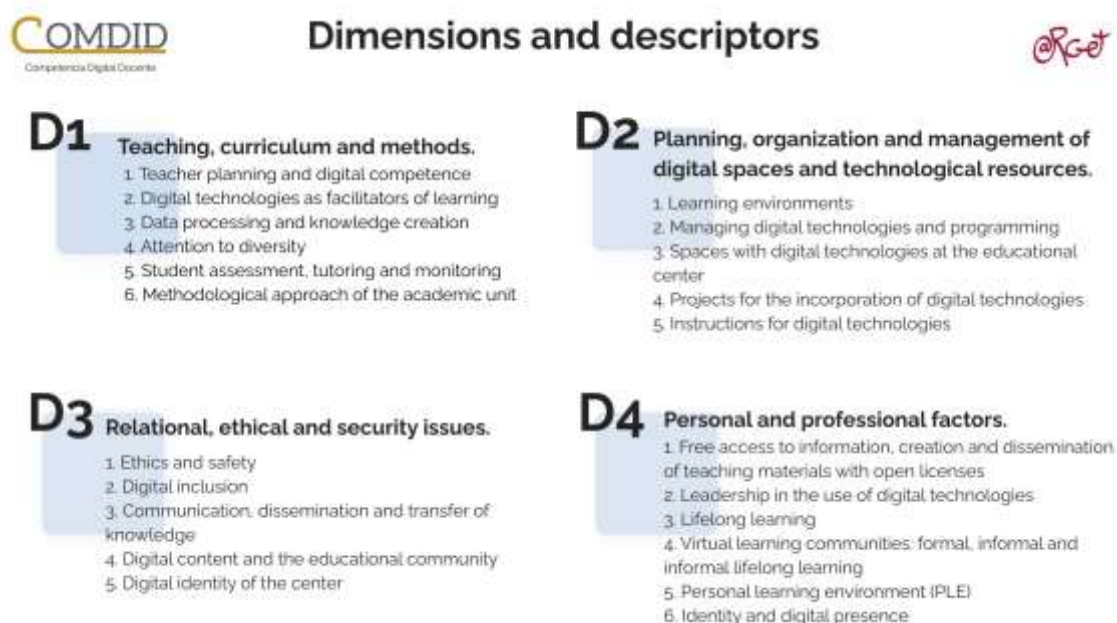 COMDID
Competencia Digital Docente
Dimensions and descriptors
@RGet
D1
Teaching, curriculum and methods.
1. Teacher planning and digital competence
2. Digital technologies as facilitators of learning
3. Data processing and knowledge creation
4. Attention to diversity
5. Student assessment, tutoring and monitoring
6. Methodological approach of the academic unit
D2
Planning, organization and management of
digital spaces and technological resources.
1. Learning environments
2. Managing digital technologies and programming
3. Spaces with digital technologies at the educational
center
4. Projects for the incorporation of digital technologies
5. Instructions for digital technologies
D3
Relational, ethical and security issues.
1. Ethics and safety
2. Digital inclusion
3. Communication, dissemination and transfer of
knowledge
4. Digital content and the educational community
5. Digital identity of the center
D4
Personal and professional factors.
1. Free access to information, creation and dissemination
of teaching materials with open licenses
2. Leadership in the use of digital technologies
3. Lifelong learning
4. Virtual learning communities: formal, informal and
informal lifelong learning
5. Personal learning environment (PLE)
6. Identity and digital presence